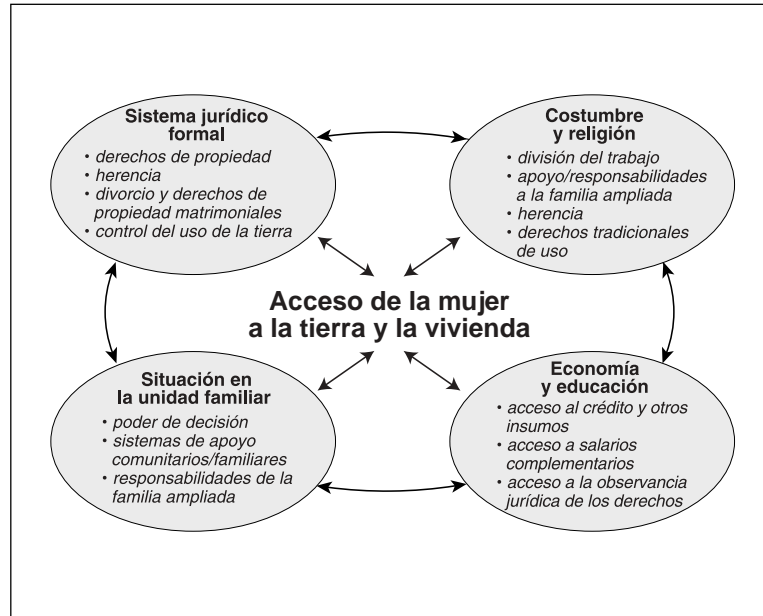 Sistema jurídico
formal
• derechos de propiedad
• herencia
• divorcio y derechos de
propiedad matrimoniales
• control del uso de la tierra
Costumbre
y religión
• división del trabajo
• apoyo/responsabilidades
a la familia ampliada
• herencia
• derechos tradicionales
de uso
Acceso de la mujer
a la tierra y la vivienda
Situación en
la unidad familiar
• poder de decisión
• sistemas de apoyo
comunitarios/familiares
• responsabilidades de la
familia ampliada
Economía
y educación
• acceso al crédito y otros
insumos
• acceso a salarios
complementarios
• acceso a la observancia
jurídica de los derechos